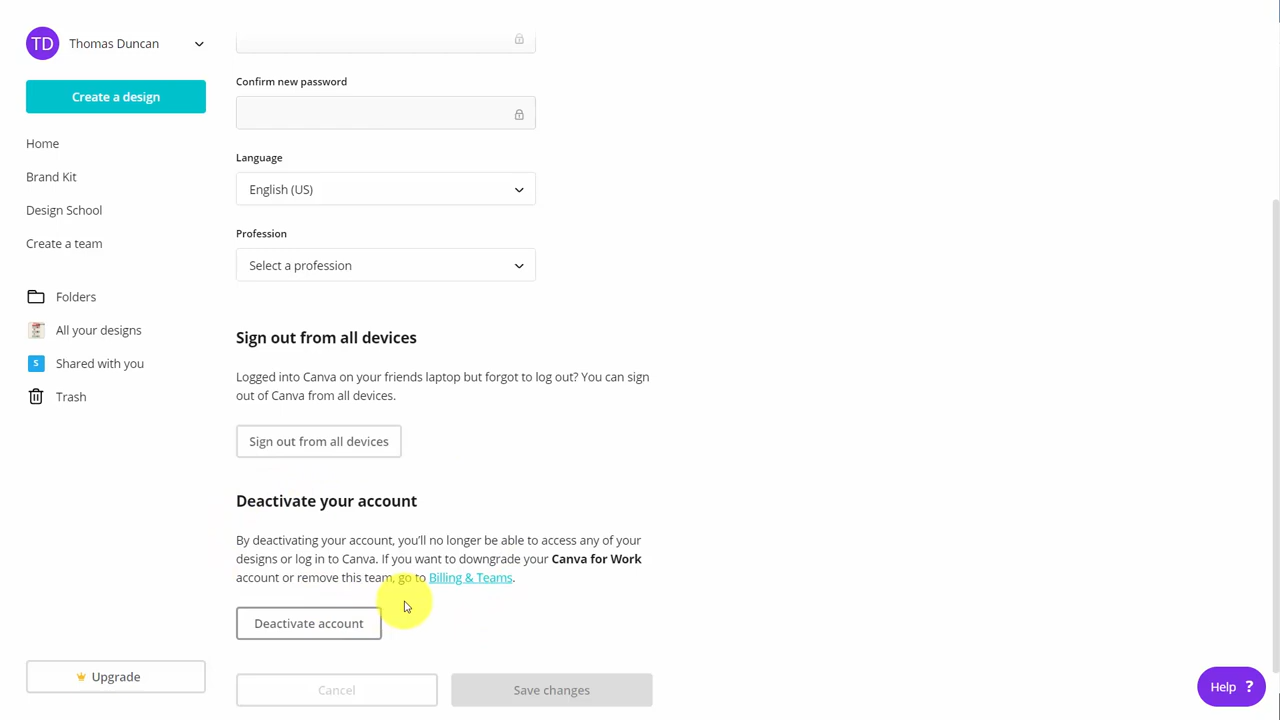 TD
Thomas Duncan
Create a design
Home
Brand Kit
Design School
Create a team
Folders
All your designs
S
Shared with you
Trash
Upgrade
Confirm new password
Language
English (US)
Profession
Select a profession
Sign out from all devices
Logged into Canva on your friends laptop but forgot to log out? You can sign
out of Canva from all devices.
Sign out from all devices
Deactivate your account
By deactivating your account, you'll no longer be able to access any of your
designs or log in to Canva. If you want to downgrade your Canva for Work
account or remove this team, go to Billing & Teams.
Deactivate account
Cancel
Save changes
Help ?